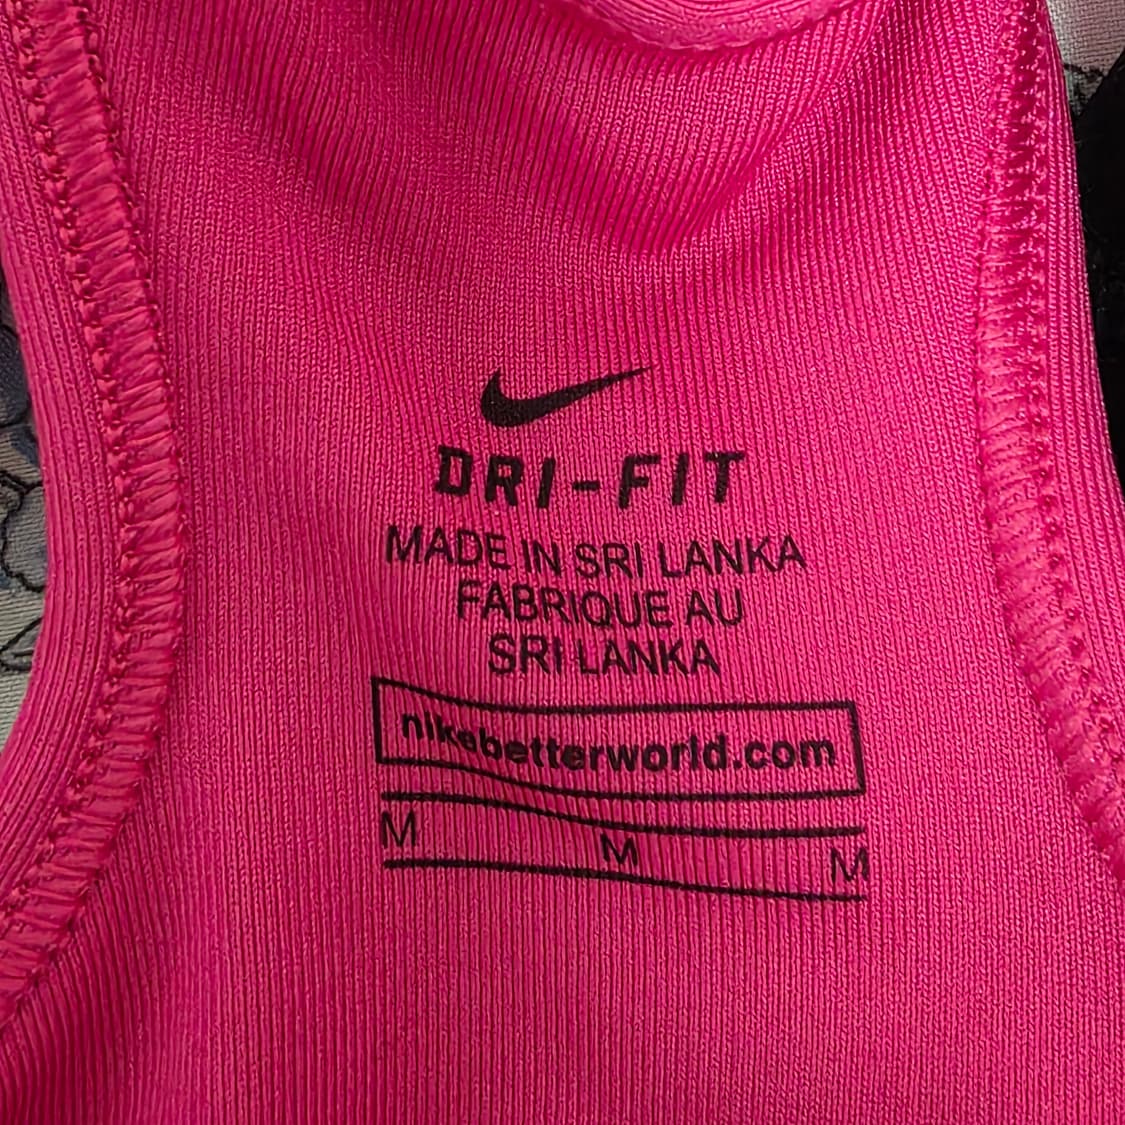 DRI-FIT
MADE IN SRI LANKA
FABRIQUE AU
SRI LANKA
nikebetterworld.com
M M M